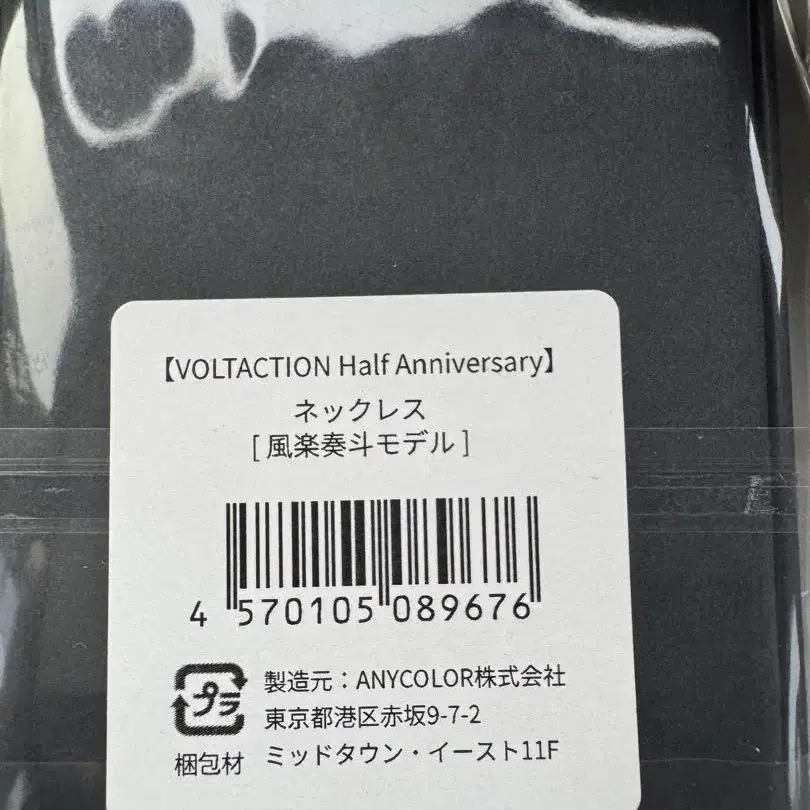 【VOLTACTION Half Anniversary】
ネックレス
[ 風楽奏斗モデル ]
4 570105 089676
プラ
梱包材
製造元：ANYCOLOR株式会社
東京都港区赤坂9-7-2
ミッドタウン・イースト11F